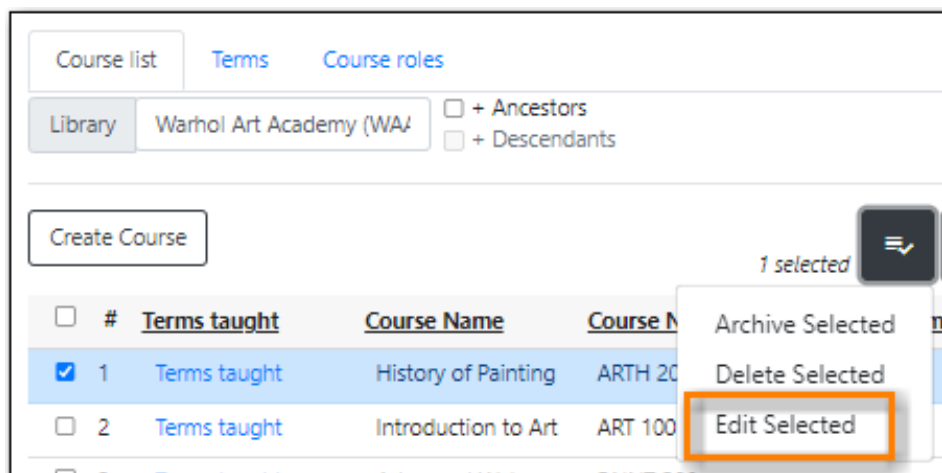 Course list Terms Course roles
Library Warhol Art Academy (WAA + Ancestors
+ Descendants
Create Course
1 selected
# Terms taught Course Name Course N
Archive Selected
1 Terms taught History of Painting ARTH 20
Delete Selected
2 Terms taught Introduction to Art ART 100
Edit Selected